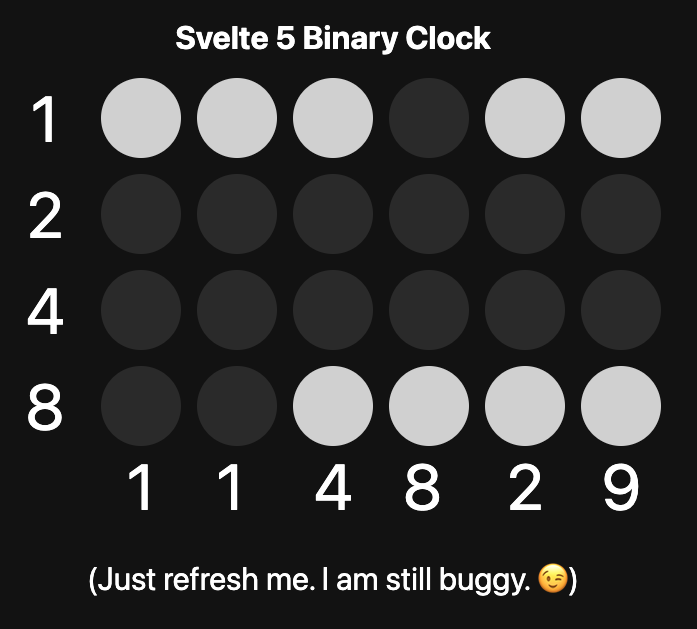 Svelte 5 Binary Clock
1
2
4
8
1 1 4 8 2 9
(Just refresh me. I am still buggy. 😉)